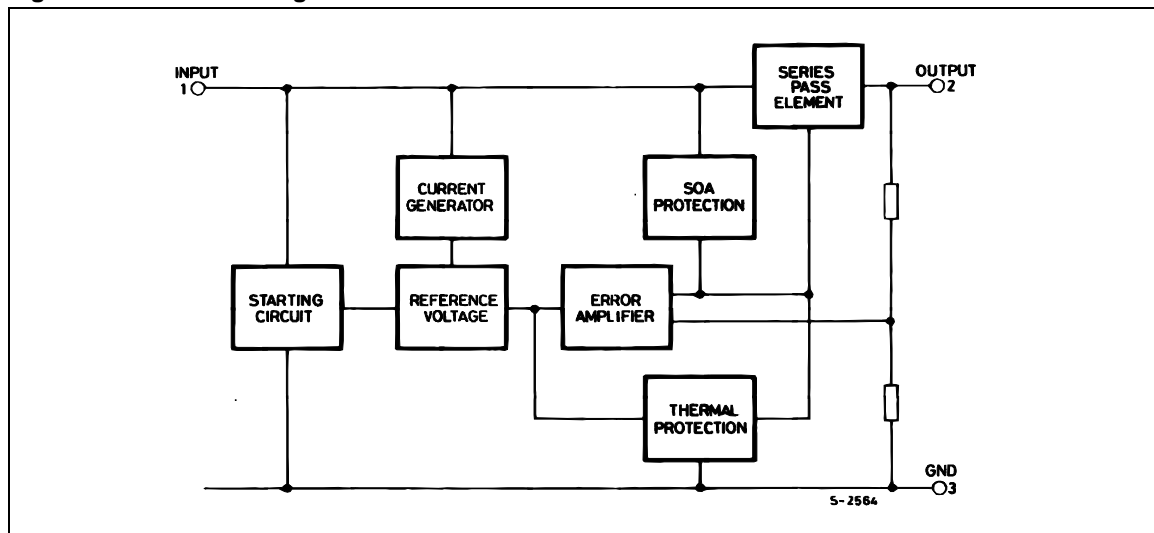 INPUT
1
SERIES
PASS
ELEMENT
OUTPUT
2
CURRENT
GENERATOR
SOA
PROTECTION
STARTING
CIRCUIT
REFERENCE
VOLTAGE
ERROR
AMPLIFIER
THERMAL
PROTECTION
GND
3
S-2564